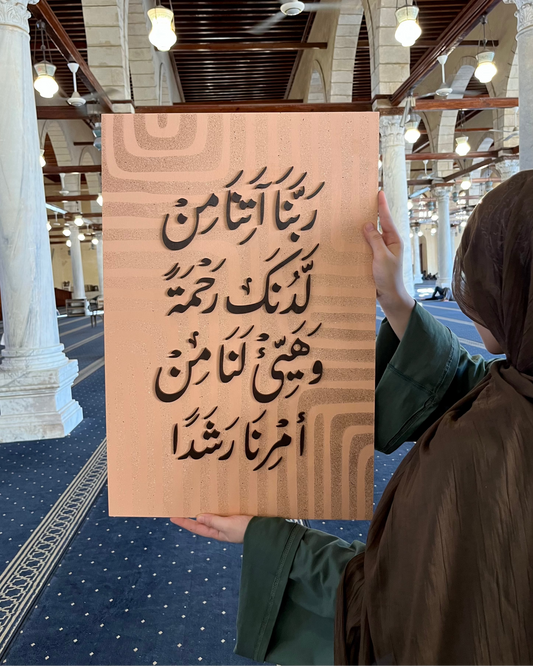 رَبَّنَا آتِنَا مِنْ
لَّدُنكَ رَحْمَةً
وَهَيِّئْ لَنَا مِنْ
أَمْرِنَا رَشَدًا